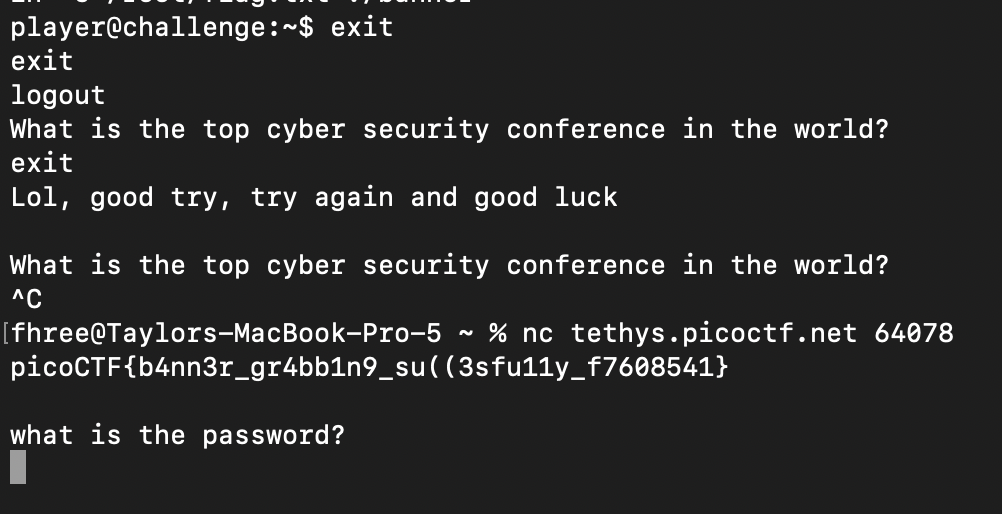 player@challenge:~$ exit
exit
logout
What is the top cyber security conference in the world?
exit
Lol, good try, try again and good luck
What is the top cyber security conference in the world?
^C
[fhree@Taylors-MacBook-Pro-5 ~ % nc tethys.picoctf.net 64078
picoCTF{b4nn3r_gr4bb1n9_su((3sfu11y_f7608541}
what is the password?